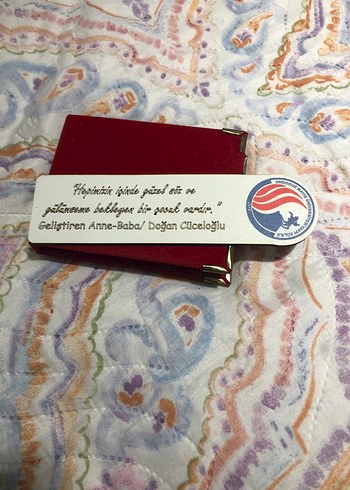 "Hepimizin içinde güzel söz ve
gülümseme bekleyen bir çocuk vardır."
Geliştiren Anne-Baba/ Doğan Cüceloğlu